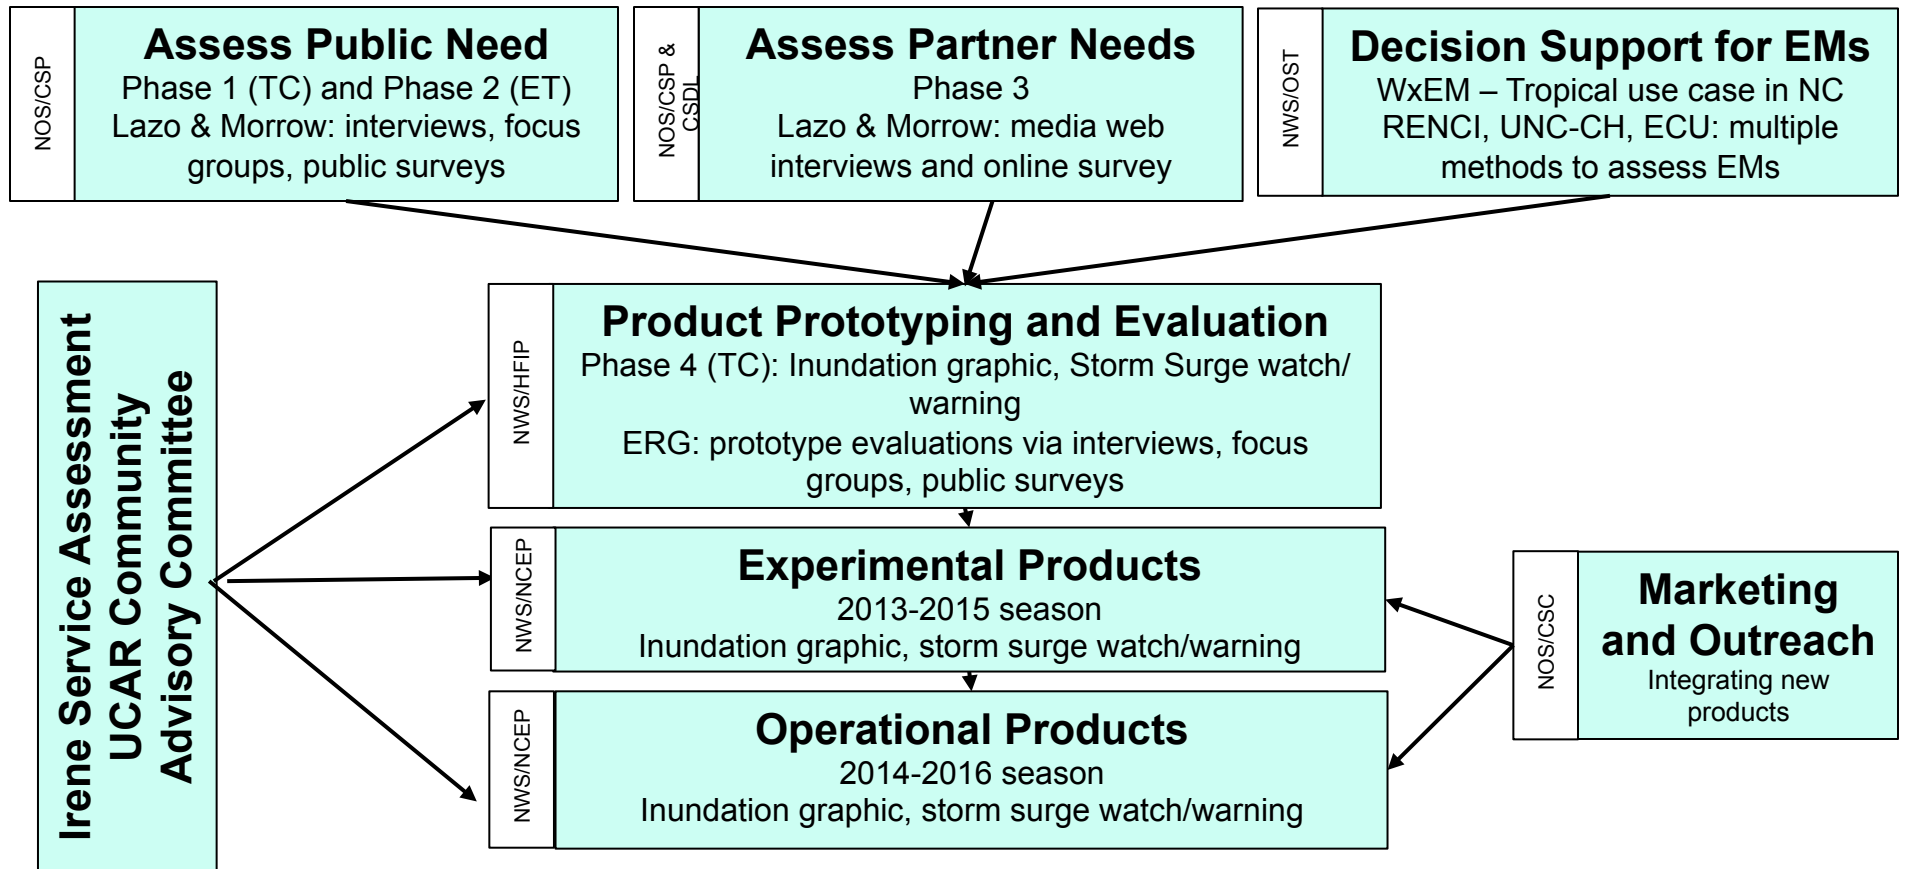 NOS/CSP
Assess Public Need
Phase 1 (TC) and Phase 2 (ET)
Lazo & Morrow: interviews, focus
groups, public surveys
NOS/CSP &
CSDL
Assess Partner Needs
Phase 3
Lazo & Morrow: media web
interviews and online survey
NWS/OST
Decision Support for EMs
WxEM – Tropical use case in NC
RENCI, UNC-CH, ECU: multiple
methods to assess EMs
Irene Service Assessment
UCAR Community
Advisory Committee
NWS/HFIP
Product Prototyping and Evaluation
Phase 4 (TC): Inundation graphic, Storm Surge watch/
warning
ERG: prototype evaluations via interviews, focus
groups, public surveys
NWS/NCEP
Experimental Products
2013-2015 season
Inundation graphic, storm surge watch/warning
NWS/NCEP
Operational Products
2014-2016 season
Inundation graphic, storm surge watch/warning
NOS/CSC
Marketing
and Outreach
Integrating new
products